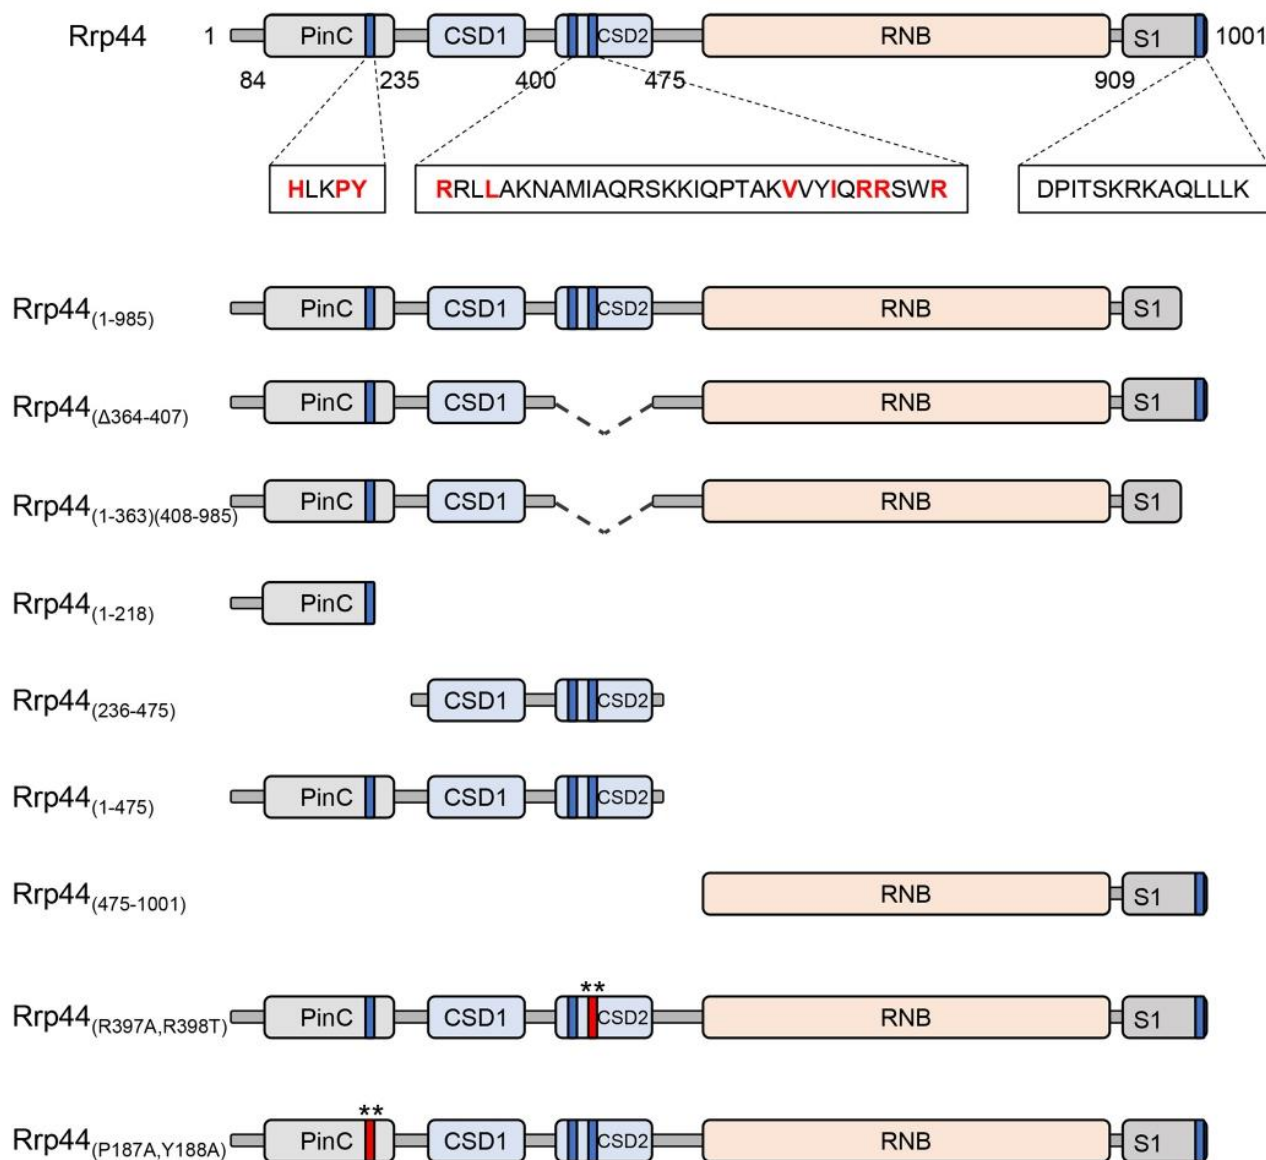 Rrp44 1 PinC CSD1 CSD2 RNB S1 1001
84 235 400 475 909
HLKPY RRLLAKNAMIAQRSKKIQPTAKVVYIQRRSWR DPITSKRKAQLLLK
Rrp44(1-985) PinC CSD1 CSD2 RNB S1
Rrp44(Δ364-407) PinC CSD1 RNB S1
Rrp44(1-363)(408-985) PinC CSD1 RNB S1
Rrp44(1-218) PinC
Rrp44(236-475) CSD1 CSD2
Rrp44(1-475) PinC CSD1 CSD2
Rrp44(475-1001) RNB S1
**
Rrp44(R397A,R398T) PinC CSD1 CSD2 RNB S1
**
Rrp44(P187A,Y188A) PinC CSD1 CSD2 RNB S1